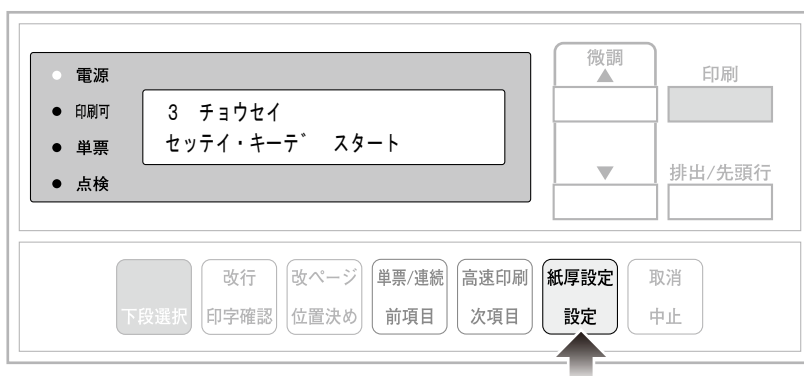 電源
印刷可
単票
点検
3 チョウセイ
セッテイ・キーデ゛ スタート
微調
▲
▼
印刷
排出/先頭行
下段選択
改行
印字確認
改ページ
位置決め
単票/連続
前項目
高速印刷
次項目
紙厚設定
設定
取消
中止